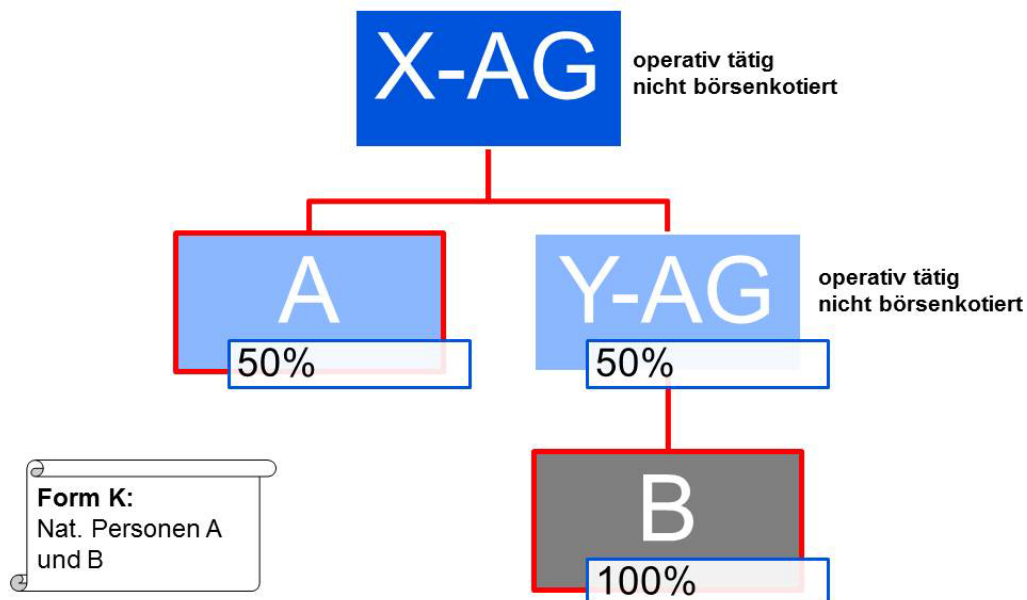 X-AG
operativ tätig
nicht börsenkotiert
A
50%
Y-AG
50%
operativ tätig
nicht börsenkotiert
B
100%
Form K:
Nat. Personen A
und B